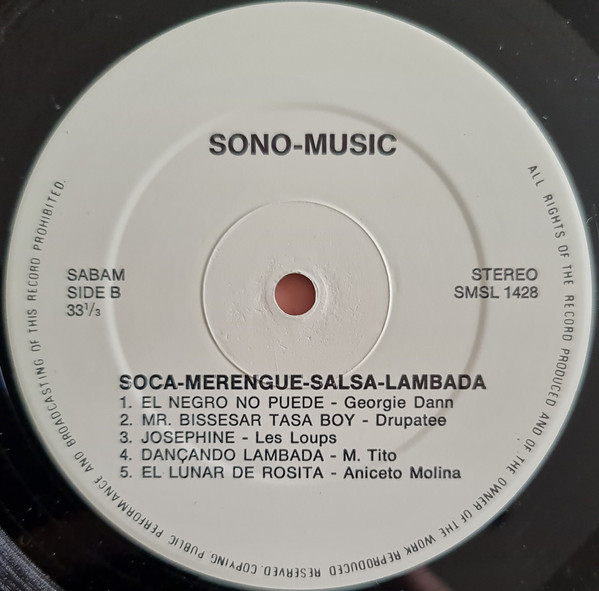 SONO-MUSIC
SABAM
SIDE B
33 1/3
STEREO
SMSL 1428
SOCA-MERENGUE-SALSA-LAMBADA
1. EL NEGRO NO PUEDE - Georgie Dann
2. MR. BISSESAR TASA BOY - Drupatee
3. JOSEPHINE - Les Loups
4. DANÇANDO LAMBADA - M. Tito
5. EL LUNAR DE ROSITA - Aniceto Molina
ALL RIGHTS OF THE RECORD PRODUCED AND OF THE OWNER OF THE WORK REPRODUCED RESERVED. COPYING PUBLIC PERFORMANCE AND BROADCASTING OF THIS RECORD PROHIBITED.